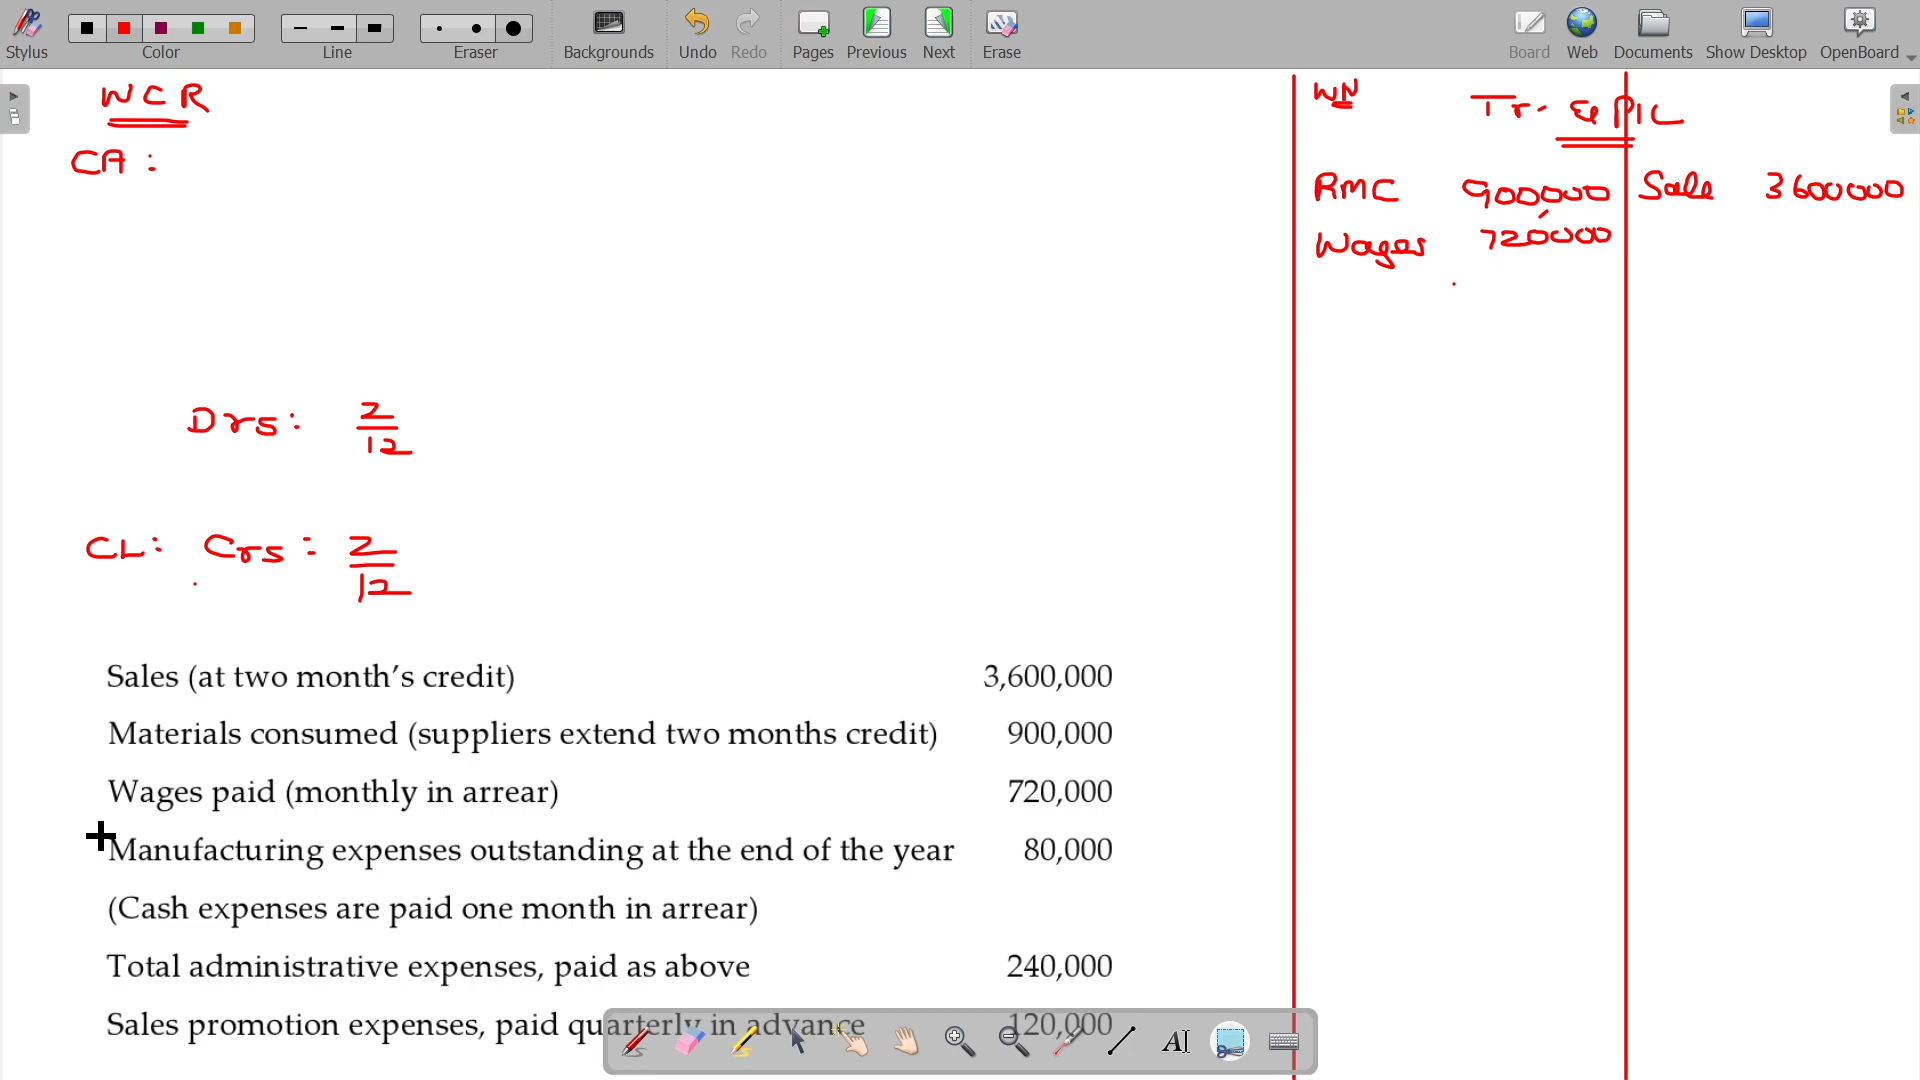 Stylus Color Line Eraser Backgrounds Undo Redo Pages Previous Next Erase Board Web Documents Show Desktop OpenBoard
WCR
CA :
WN
Tr. & P/L
RMC 900000 Sale 3600000
Wages 720000
Drs : 2/12
CL : Crs : 2/12
Sales (at two month’s credit) 3,600,000
Materials consumed (suppliers extend two months credit) 900,000
Wages paid (monthly in arrear) 720,000
Manufacturing expenses outstanding at the end of the year 80,000
(Cash expenses are paid one month in arrear)
Total administrative expenses, paid as above 240,000
Sales promotion expenses, paid quarterly in advance 120,000